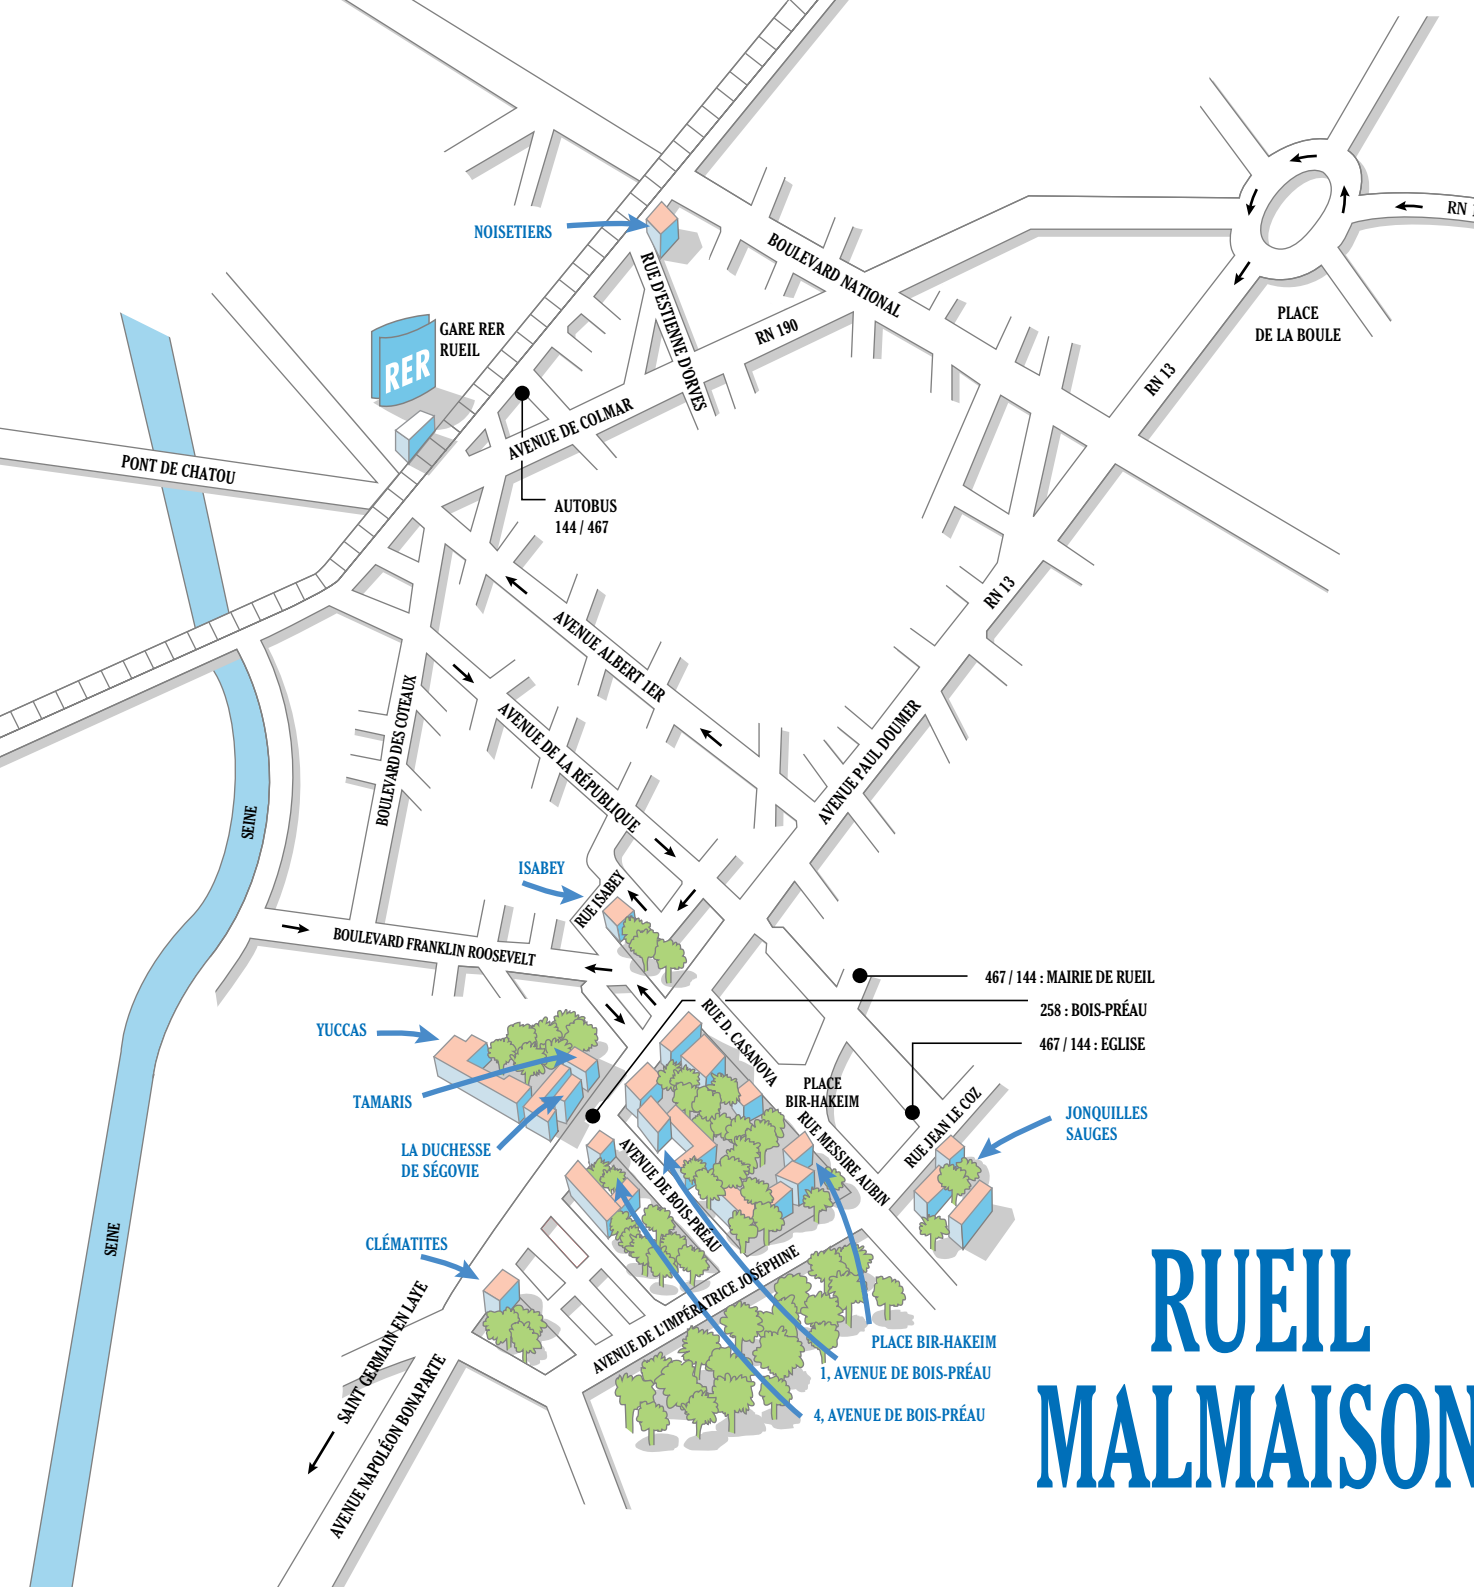 RN
NOISETIERS
BOULEVARD NATIONAL
RUE D'ESTIENNE D'ORVES
PLACE
DE LA BOULE
GARE RER
RUEIL
RER
RN 190
RN 13
AVENUE DE COLMAR
PONT DE CHATOU
AUTOBUS
144 / 467
RN 13
AVENUE ALBERT 1ER
BOULEVARD DES COTEAUX
AVENUE DE LA RÉPUBLIQUE
AVENUE PAUL DOUMER
SEINE
ISABEY
RUE ISABEY
BOULEVARD FRANKLIN ROOSEVELT
467 / 144 : MAIRIE DE RUEIL
258 : BOIS-PRÉAU
467 / 144 : EGLISE
YUCCAS
RUE D. CASANOVA
PLACE
BIR-HAKEIM
TAMARIS
RUE MESSIRE AUBIN
RUE JEAN LE COZ
JONQUILLES
SAUGES
LA DUCHESSE
DE SÉGOVIE
AVENUE DE BOIS-PRÉAU
SEINE
CLÉMATITES
AVENUE DE L'IMPÉRATRICE JOSÉPHINE
SAINT GERMAIN EN LAYE
AVENUE NAPOLÉON BONAPARTE
PLACE BIR-HAKEIM
1, AVENUE DE BOIS-PRÉAU
4, AVENUE DE BOIS-PRÉAU
RUEIL
MALMAISON